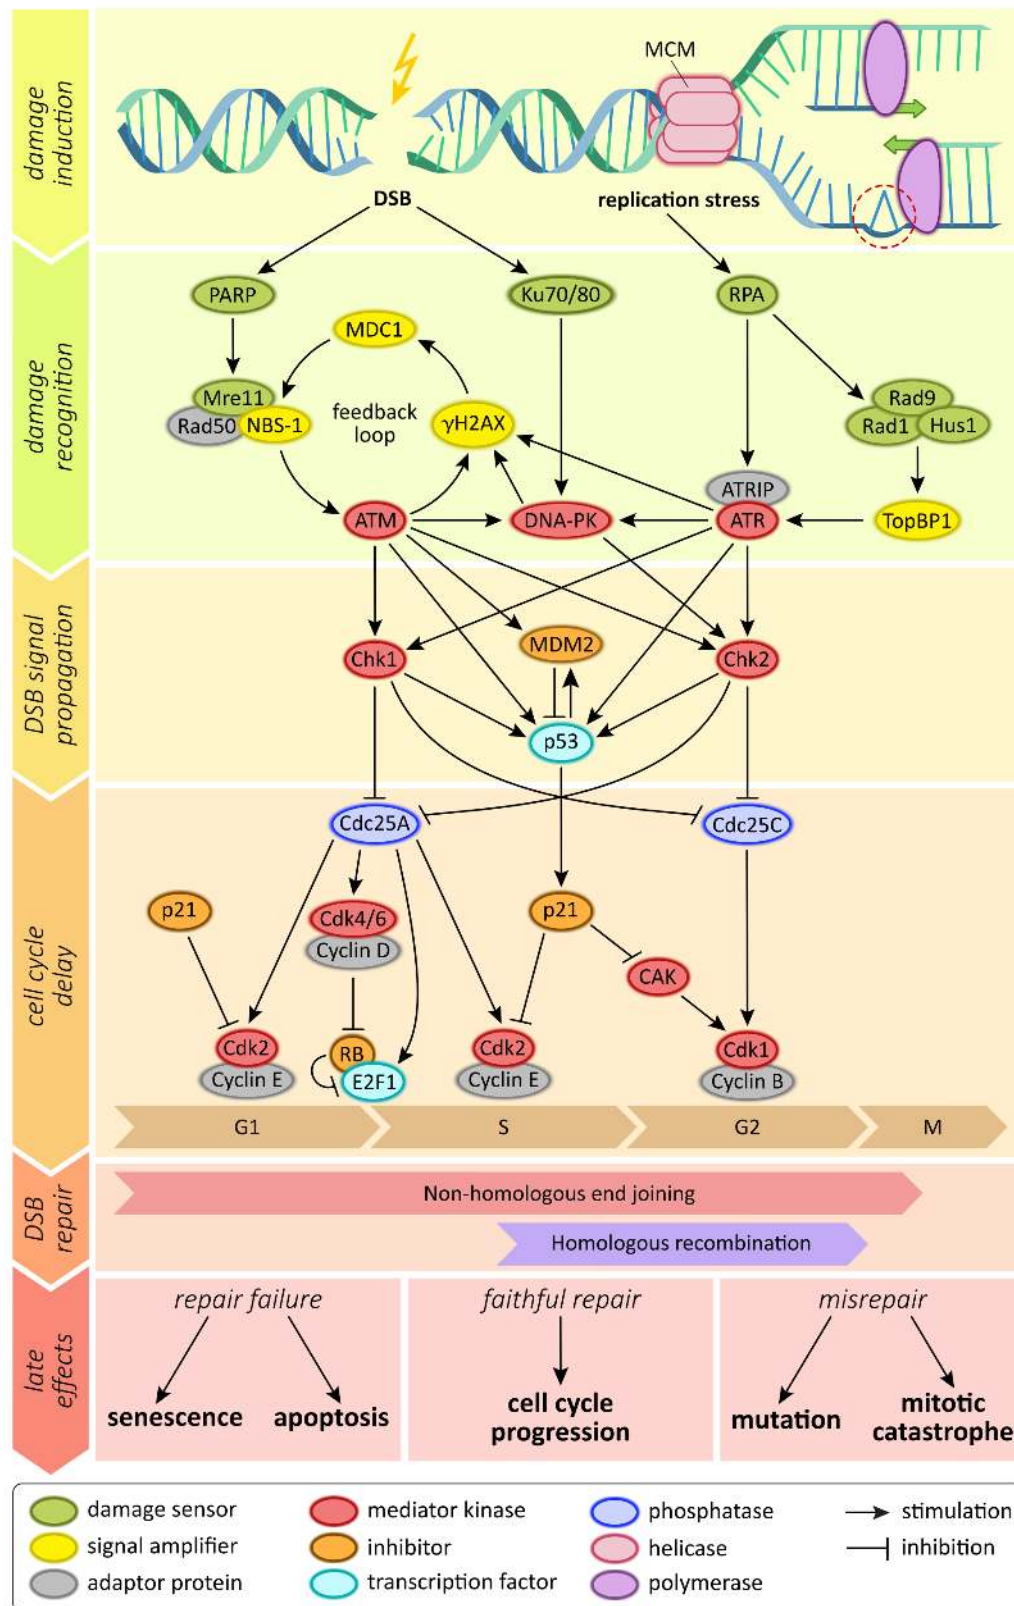 damage
induction
MCM
DSB
replication stress
damage
recognition
PARP
Ku70/80
RPA
MDC1
Mre11
Rad50
NBS-1
feedback
loop
γH2AX
Rad9
Rad1
Hus1
ATRIP
ATM
DNA-PK
ATR
TopBP1
DSB signal
propagation
Chk1
MDM2
Chk2
p53
cell cycle
delay
Cdc25A
Cdc25C
p21
Cdk4/6
Cyclin D
p21
CAK
Cdk2
Cyclin E
RB
E2F1
Cdk2
Cyclin E
Cdk1
Cyclin B
G1
S
G2
M
DSB
repair
Non-homologous end joining
Homologous recombination
late
effects
repair failure
faithful repair
misrepair
senescence
apoptosis
cell cycle
progression
mutation
mitotic
catastrophe
damage sensor
mediator kinase
phosphatase
stimulation
signal amplifier
inhibitor
helicase
inhibition
adaptor protein
transcription factor
polymerase